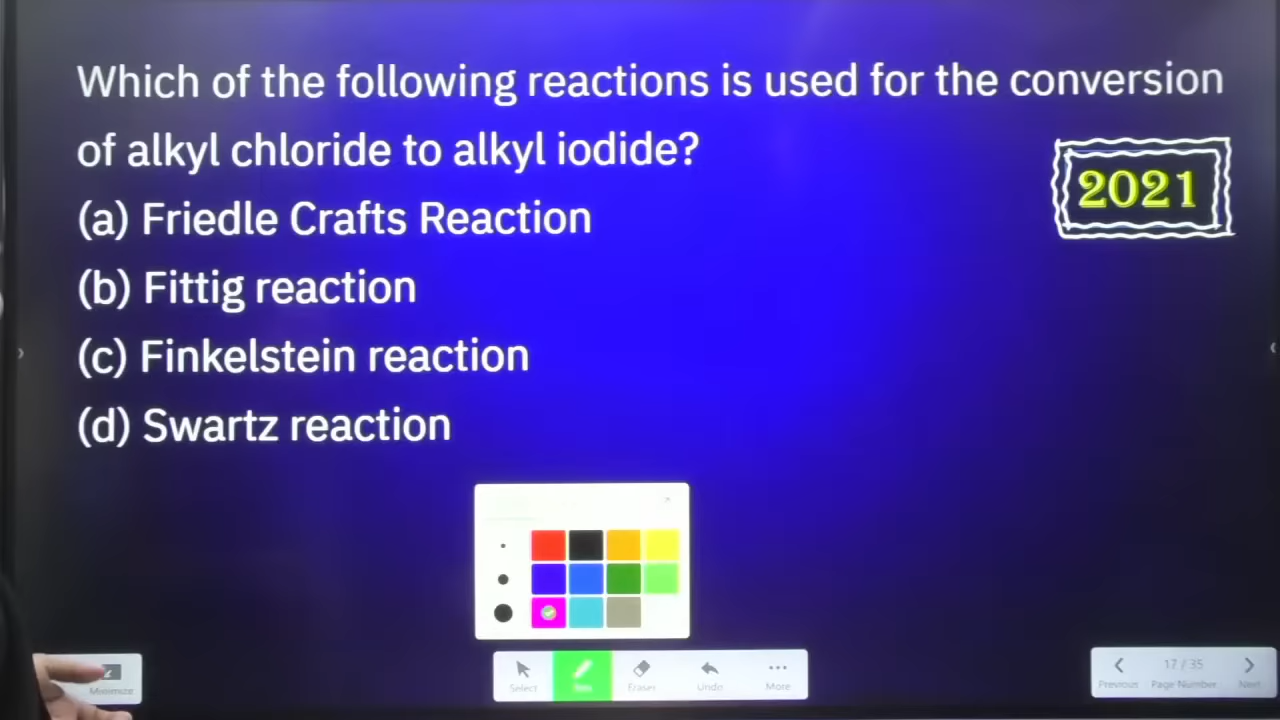 Which of the following reactions is used for the conversion
of alkyl chloride to alkyl iodide?
2021
(a) Friedle Crafts Reaction
(b) Fittig reaction
(c) Finkelstein reaction
(d) Swartz reaction
Minimize
Select
Eraser
Undo
More
17 / 35
Previous
Page Number
Next